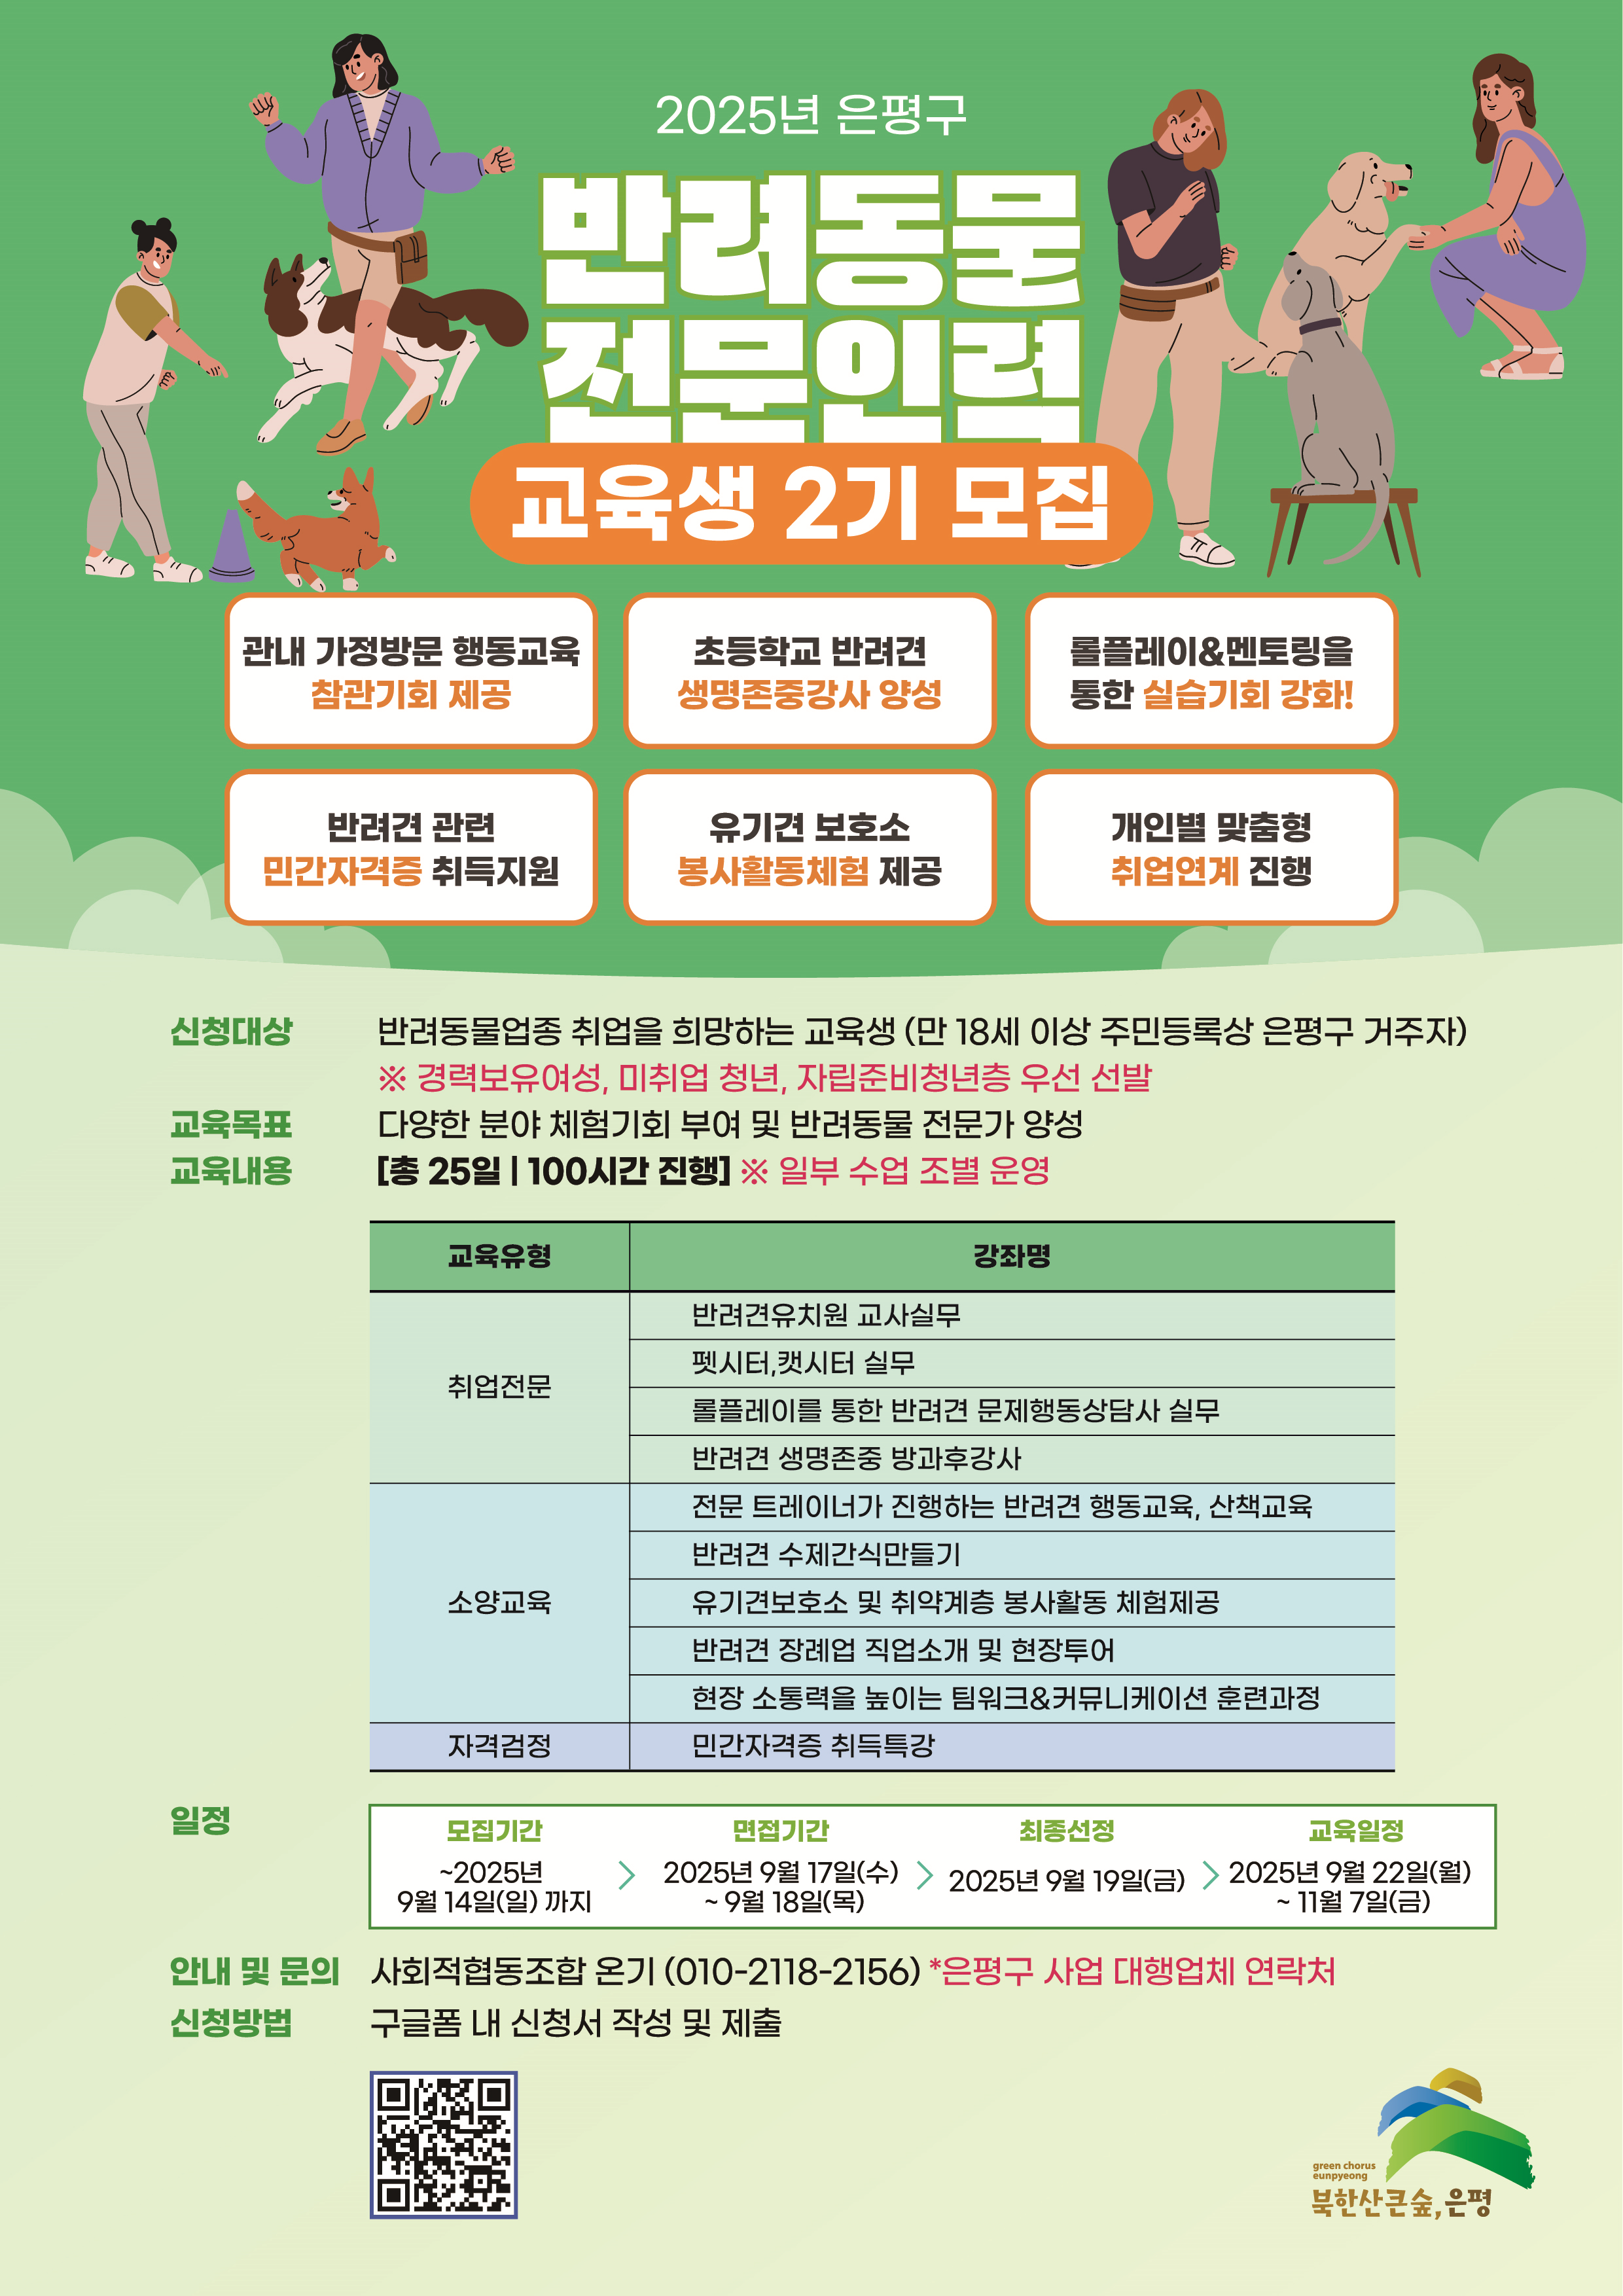 2025년 은평구
반려동물
전문인력
교육생 2기 모집
관내 가정방문 행동교육
참관기회 제공
초등학교 반려견
생명존중강사 양성
롤플레이&멘토링을
통한 실습기회 강화!
반려견 관련
민간자격증 취득지원
유기견 보호소
봉사활동체험 제공
개인별 맞춤형
취업연계 진행
신청대상 반려동물업종 취업을 희망하는 교육생 (만 18세 이상 주민등록상 은평구 거주자)
※ 경력보유여성, 미취업 청년, 자립준비청년층 우선 선발
교육목표 다양한 분야 체험기회 부여 및 반려동물 전문가 양성
교육내용 [총 25일 | 100시간 진행] ※ 일부 수업 조별 운영
교육유형 강좌명
취업전문
반려견유치원 교사실무
펫시터,캣시터 실무
롤플레이를 통한 반려견 문제행동상담사 실무
반려견 생명존중 방과후강사
소양교육
전문 트레이너가 진행하는 반려견 행동교육, 산책교육
반려견 수제간식만들기
유기견보호소 및 취약계층 봉사활동 체험제공
반려견 장례업 직업소개 및 현장투어
현장 소통력을 높이는 팀워크&커뮤니케이션 훈련과정
자격검정 민간자격증 취득특강
일정
모집기간
~2025년
9월 14일(일) 까지
면접기간
2025년 9월 17일(수)
~ 9월 18일(목)
최종선정
2025년 9월 19일(금)
교육일정
2025년 9월 22일(월)
~ 11월 7일(금)
안내 및 문의 사회적협동조합 온기 (010-2118-2156) *은평구 사업 대행업체 연락처
신청방법 구글폼 내 신청서 작성 및 제출
green chorus
eunpyeong
북한산큰숲, 은평